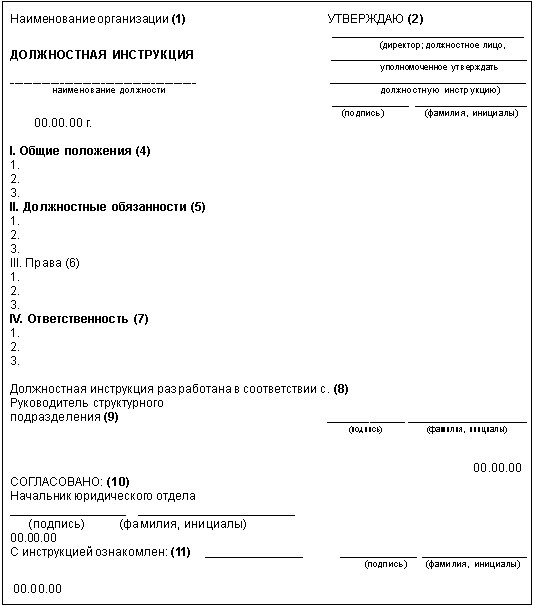 Наименование организации (1) УТВЕРЖДАЮ (2)
(директор; должностное лицо,
ДОЛЖНОСТНАЯ ИНСТРУКЦИЯ
уполномоченное утверждать
наименование должности должностную инструкцию)
(подпись) (фамилия, инициалы)
00.00.00 г.
I. Общие положения (4)
1.
2.
3.
II. Должностные обязанности (5)
1.
2.
3.
III. Права (6)
1.
2.
3.
IV. Ответственность (7)
1.
2.
3.
Должностная инструкция разработана в соответствии с. (8)
Руководитель структурного
подразделения (9)
(подпись) (фамилия, инициалы)
00.00.00
СОГЛАСОВАНО: (10)
Начальник юридического отдела
(подпись) (фамилия, инициалы)
00.00.00
С инструкцией ознакомлен: (11)
(подпись) (фамилия, инициалы)
00.00.00